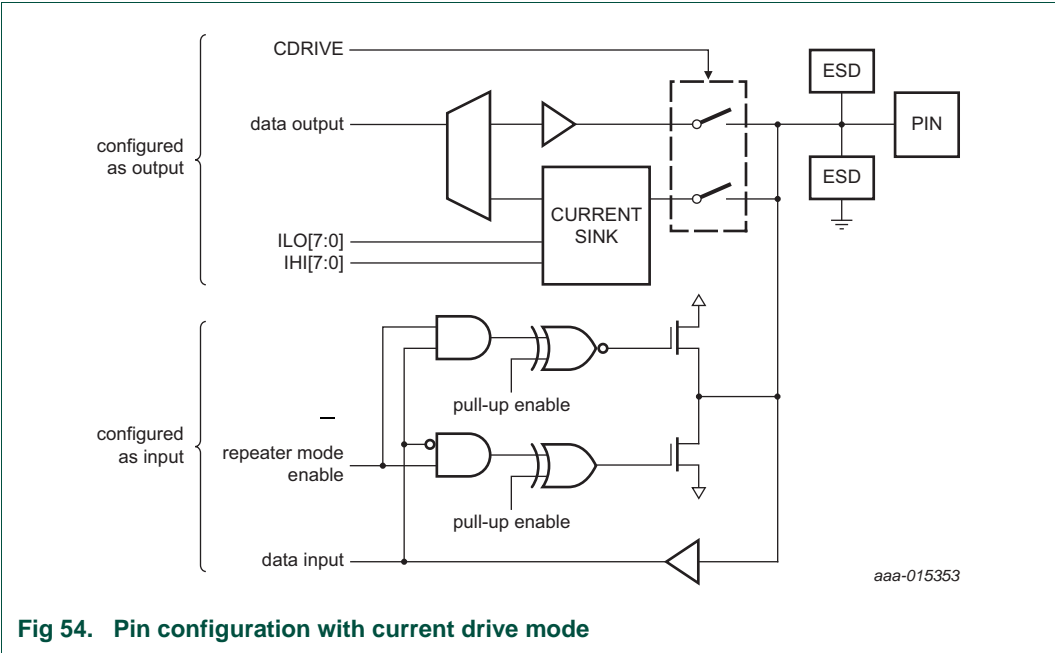 CDRIVE
ESD
data output
PIN
configured
as output
ESD
CURRENT
SINK
ILO[7:0]
IHI[7:0]
pull-up enable
configured
as input
repeater mode
enable
pull-up enable
data input
aaa-015353
Fig 54. Pin configuration with current drive mode